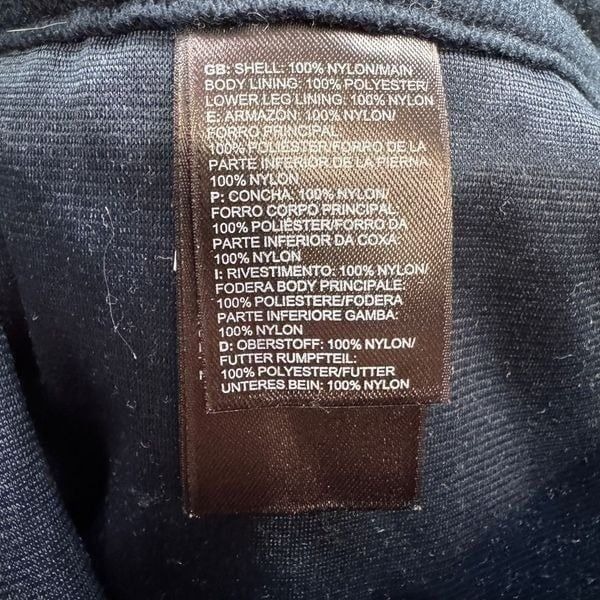 GB: SHELL: 100% NYLON/MAIN
BODY LINING: 100% POLYESTER/
LOWER LEG LINING: 100% NYLON
E: ARMAZÓN: 100% NYLON/
FORRO PRINCIPAL
100% POLIÉSTER/FORRO DE LA
PARTE INFERIOR DE LA PIERNA
100% NYLON
P: CONCHA: 100% NYLON/
FORRO CORPO PRINCIPAL
100% POLIÉSTER/FORRO DA
PARTE INFERIOR DA COXA:
100% NYLON
I: RIVESTIMENTO: 100% NYLON/
FODERA BODY PRINCIPALE:
100% POLIESTERE/FODERA
PARTE INFERIORE GAMBA:
100% NYLON
D: OBERSTOFF: 100% NYLON/
FUTTER RUMPFTEIL:
100% POLYESTER/FUTTER
UNTERES BEIN: 100% NYLON